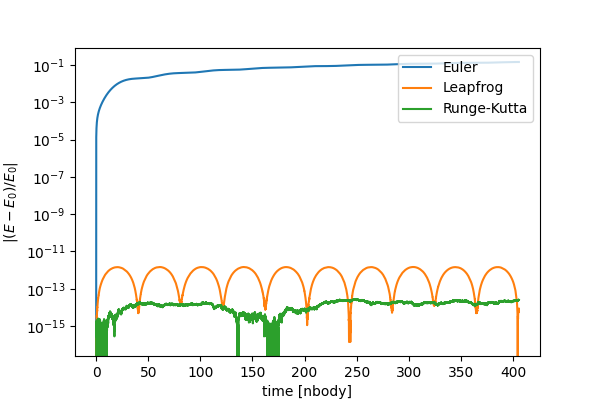 10⁻¹
10⁻³
10⁻⁵
10⁻⁷
10⁻⁹
10⁻¹¹
10⁻¹³
10⁻¹⁵
|(E − E₀)/E₀|
Euler
Leapfrog
Runge-Kutta
0 50 100 150 200 250 300 350 400
time [nbody]